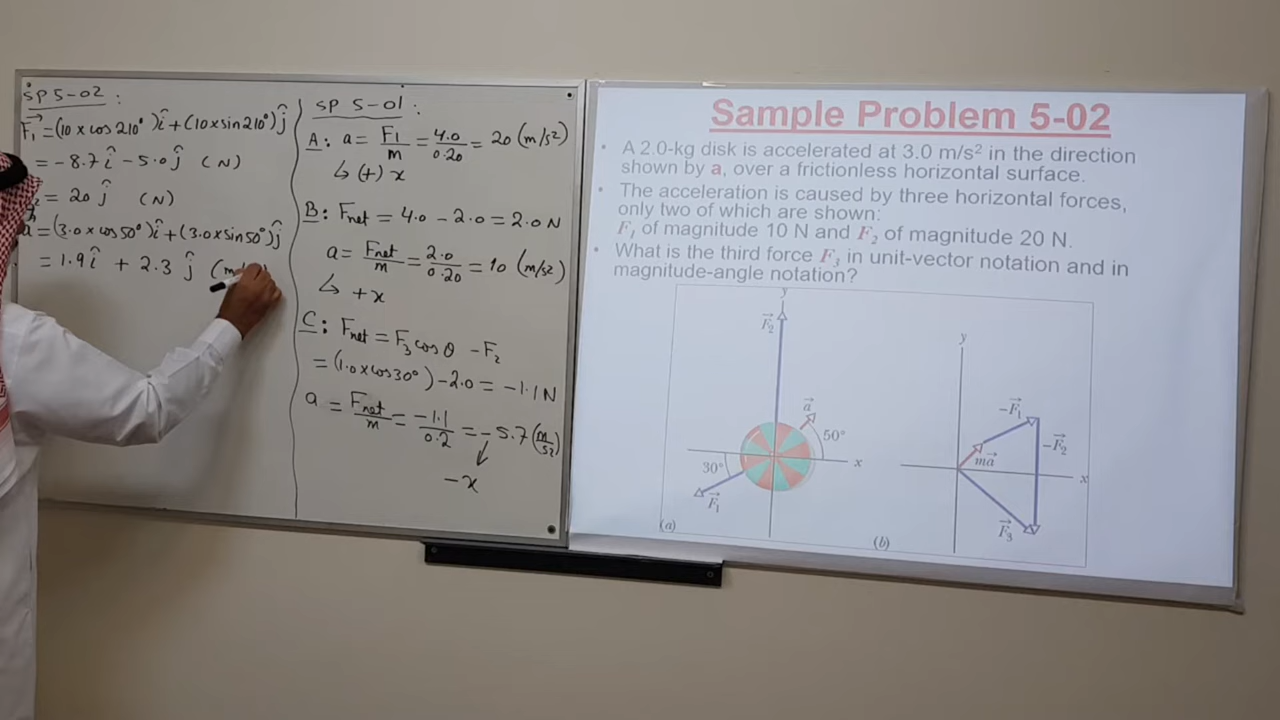 SP 5-02 :
F₁ = (10 x cos 210°) î + (10 x sin 210°) ĵ
= -8.7 î - 5.0 ĵ (N)
= 20 ĵ (N)
a = (3.0 x cos 50°) î + (3.0 x sin 50°) ĵ
= 1.9 î + 2.3 ĵ (m/
SP 5-01 :
A: a = F₁/m = 4.0/0.20 = 20 (m/s²)
↳ (+) x
B: Fnet = 4.0 - 2.0 = 2.0 N
a = Fnet/m = 2.0/0.20 = 10 (m/s²)
↳ +x
C: Fnet = F₃ cos θ - F₂
= (1.0 x cos 30°) - 2.0 = -1.1 N
a = Fnet/m = -1.1/0.2 = -5.7 (m/s²)
-x
Sample Problem 5-02
• A 2.0-kg disk is accelerated at 3.0 m/s² in the direction
shown by a, over a frictionless horizontal surface.
• The acceleration is caused by three horizontal forces,
only two of which are shown:
F₁ of magnitude 10 N and F₂ of magnitude 20 N.
• What is the third force F₃ in unit-vector notation and in
magnitude-angle notation?
y
F₂
a
50°
30°
x
F₁
(a)
y
-F₁
-F₂
ma
x
F₃
(b)